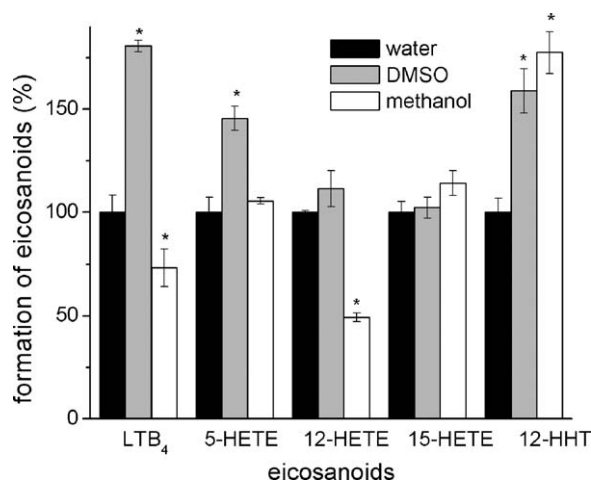 formation of eicosanoids (%)
150
100
50
0
water
DMSO
methanol
* * * * * *
LTB₄ 5-HETE 12-HETE 15-HETE 12-HHT
eicosanoids